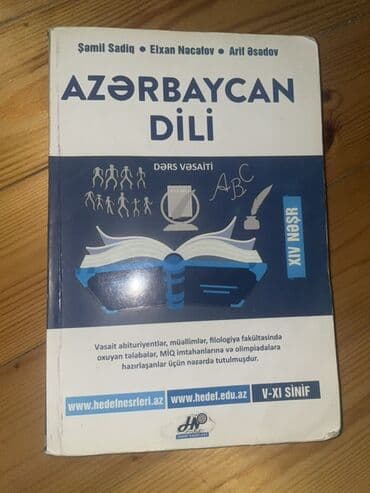 Şamil Sadiq • Elxan Nəcəfov • Arif Əsədov
AZƏRBAYCAN
DİLİ
DƏRS VƏSAİTİ
ABC
XIV NƏŞR
Vəsait abituriyentlər, müəllimlər, filologiya fakültəsində
oxuyan tələbələr, MİQ imtahanlarına və olimpiadalara
hazırlaşanlar üçün nəzərdə tutulmuşdur.
www.hedefnesrleri.az
www.hedef.edu.az
V-XI SİNİF
HN